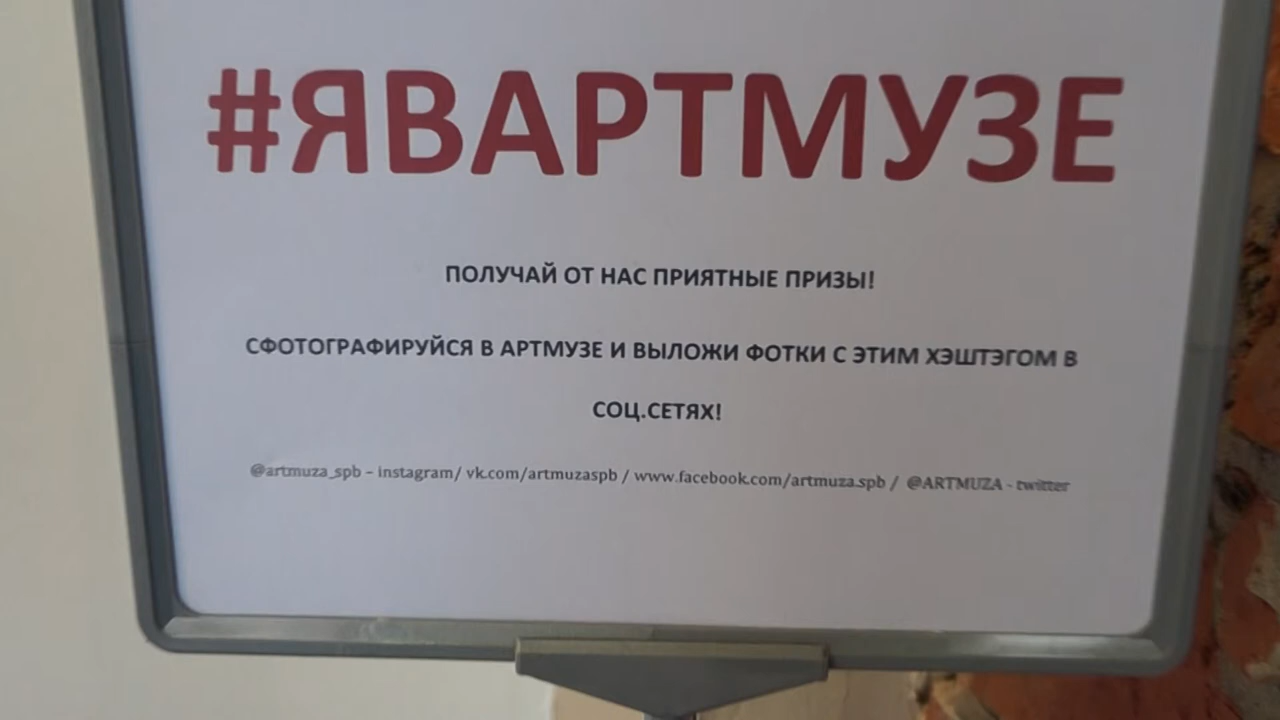 #ЯВАРТМУЗЕ
ПОЛУЧАЙ ОТ НАС ПРИЯТНЫЕ ПРИЗЫ!
СФОТОГРАФИРУЙСЯ В АРТМУЗЕ И ВЫЛОЖИ ФОТКИ С ЭТИМ ХЭШТЭГОМ В
СОЦ.СЕТЯХ!
@artmuza_spb – instagram/ vk.com/artmuzaspb / www.facebook.com/artmuza.spb / @ARTMUZA - twitter